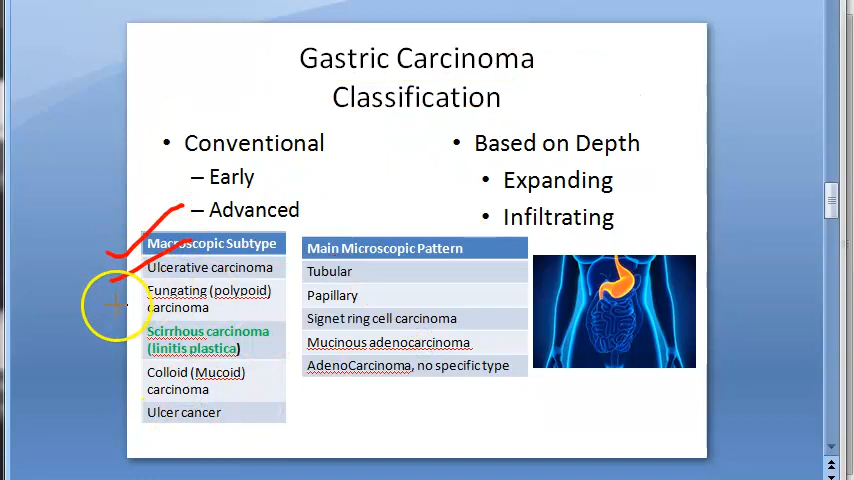 Gastric Carcinoma
Classification
• Conventional
– Early
– Advanced
• Based on Depth
• Expanding
• Infiltrating
Macroscopic Subtype
Ulcerative carcinoma
Fungating (polypoid)
carcinoma
Scirrhous carcinoma
(linitis plastica)
Colloid (Mucoid)
carcinoma
Ulcer cancer
Main Microscopic Pattern
Tubular
Papillary
Signet ring cell carcinoma
Mucinous adenocarcinoma
AdenoCarcinoma, no specific type